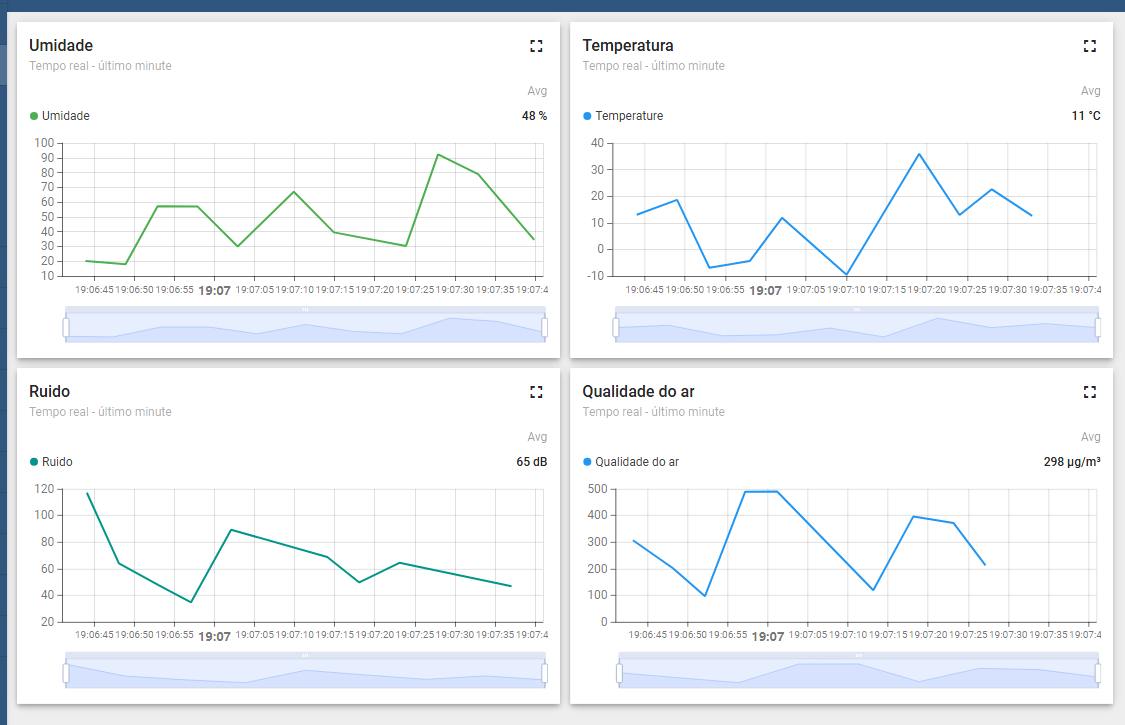 Umidade
Tempo real - último minute
Avg
Umidade 48 %
100
90
80
70
60
50
40
30
20
10
19:06:45 19:06:50 19:06:55 19:07 19:07:05 19:07:10 19:07:15 19:07:20 19:07:25 19:07:30 19:07:35 19:07:4
Temperatura
Tempo real - último minute
Avg
Temperature 11 °C
40
30
20
10
0
-10
19:06:45 19:06:50 19:06:55 19:07 19:07:05 19:07:10 19:07:15 19:07:20 19:07:25 19:07:30 19:07:35 19:07:4
Ruido
Tempo real - último minute
Avg
Ruido 65 dB
120
100
80
60
40
20
19:06:45 19:06:50 19:06:55 19:07 19:07:05 19:07:10 19:07:15 19:07:20 19:07:25 19:07:30 19:07:35 19:07:4
Qualidade do ar
Tempo real - último minute
Avg
Qualidade do ar 298 µg/m³
500
400
300
200
100
0
19:06:45 19:06:50 19:06:55 19:07 19:07:05 19:07:10 19:07:15 19:07:20 19:07:25 19:07:30 19:07:35 19:07:4